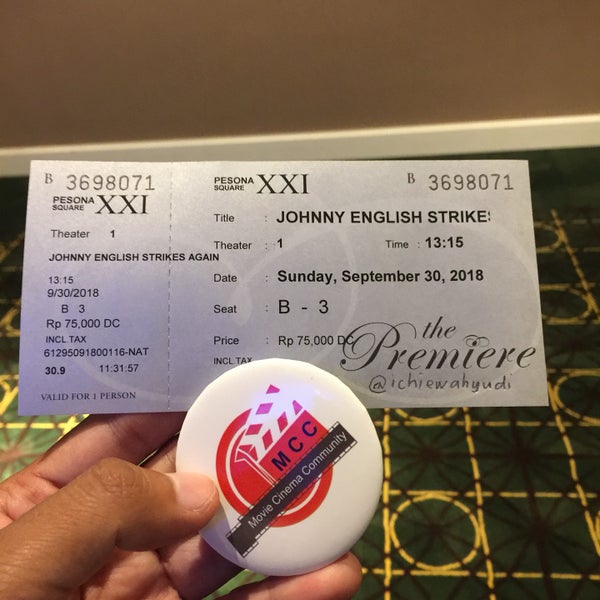 B 3698071
PESONA SQUARE XXI
Theater 1
JOHNNY ENGLISH STRIKES AGAIN
13:15
9/30/2018
B 3
Rp 75,000 DC
INCL TAX
61295091800116-NAT
30.9 11:31:57
VALID FOR 1 PERSON
PESONA SQUARE XXI B 3698071
Title : JOHNNY ENGLISH STRIKES
Theater : 1 Time : 13:15
Date : Sunday, September 30, 2018
Seat : B - 3
Price : Rp 75,000 DC
INCL TAX
the
Premiere
@ichiewahyudi
MCC
Movie Cinema Community